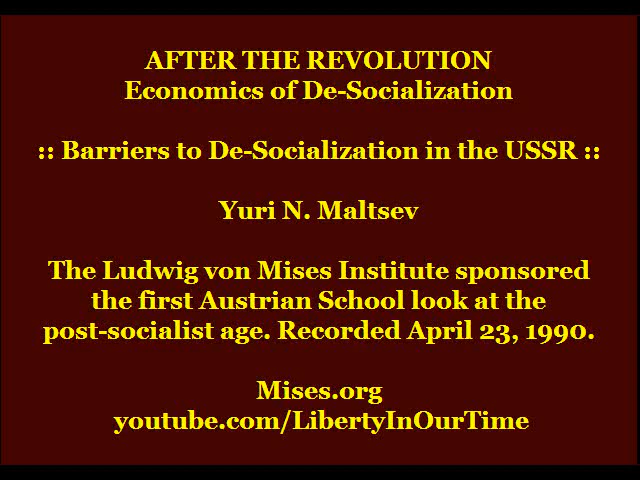 AFTER THE REVOLUTION
Economics of De-Socialization
:: Barriers to De-Socialization in the USSR ::
Yuri N. Maltsev
The Ludwig von Mises Institute sponsored
the first Austrian School look at the
post-socialist age. Recorded April 23, 1990.
Mises.org
youtube.com/LibertyInOurTime